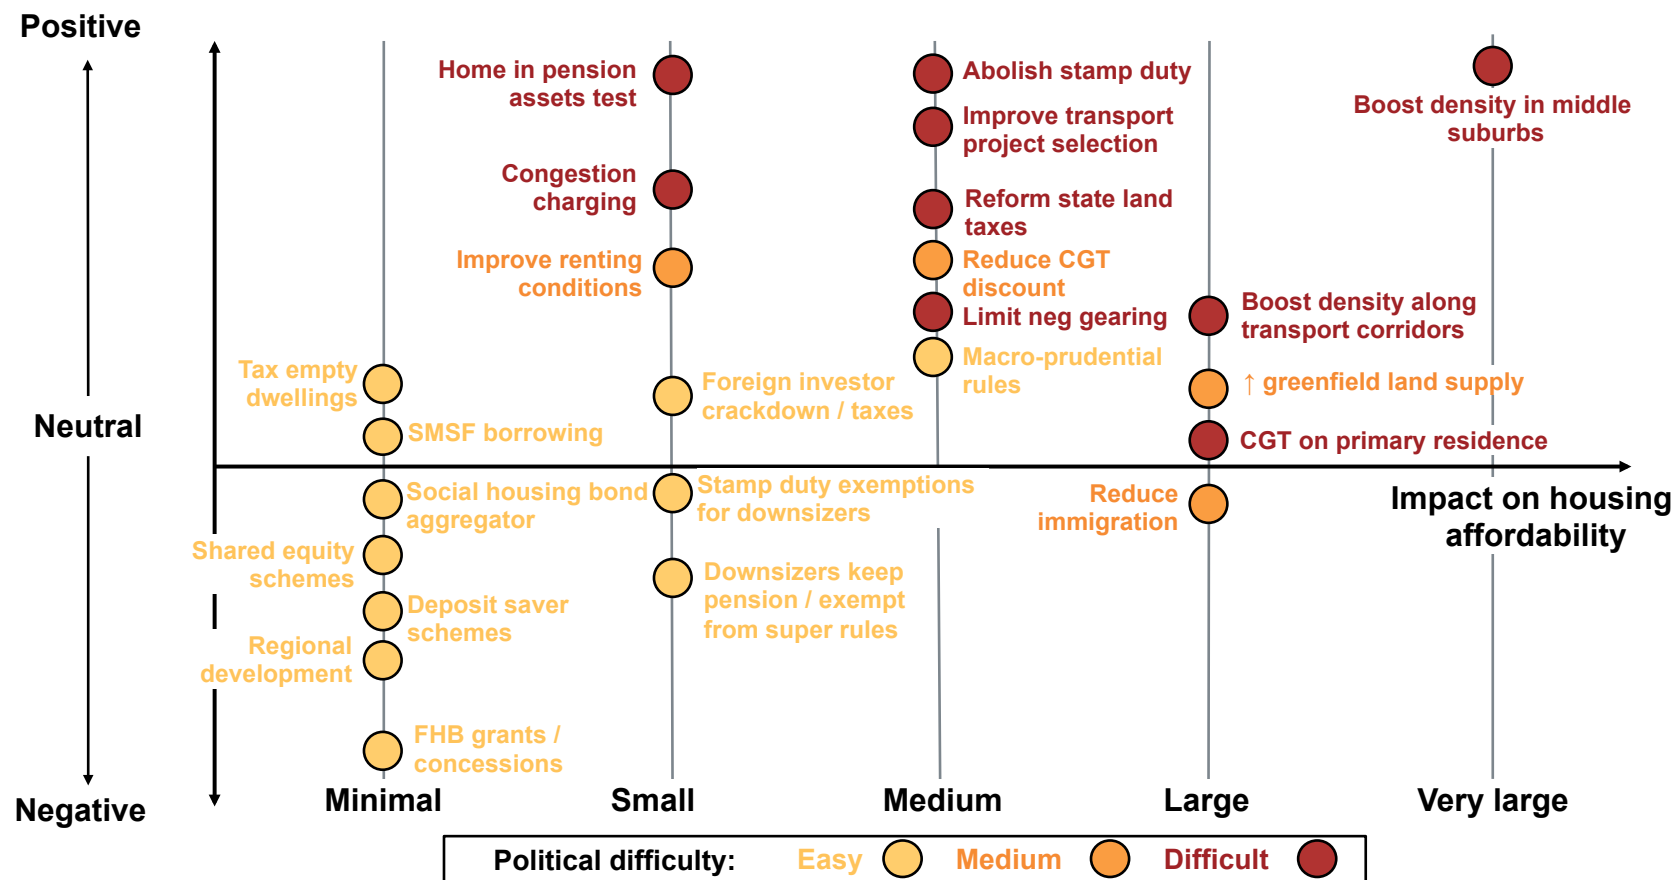 Positive
Neutral
Negative
Home in pension
assets test
Congestion
charging
Improve renting
conditions
Tax empty
dwellings
SMSF borrowing
Foreign investor
crackdown / taxes
Abolish stamp duty
Improve transport
project selection
Reform state land
taxes
Reduce CGT
discount
Limit neg gearing
Macro-prudential
rules
Boost density in middle
suburbs
Boost density along
transport corridors
↑ greenfield land supply
CGT on primary residence
Social housing bond
aggregator
Shared equity
schemes
Deposit saver
schemes
Regional
development
FHB grants /
concessions
Stamp duty exemptions
for downsizers
Downsizers keep
pension / exempt
from super rules
Reduce
immigration
Impact on housing
affordability
Minimal
Small
Medium
Large
Very large
Political difficulty: Easy Medium Difficult